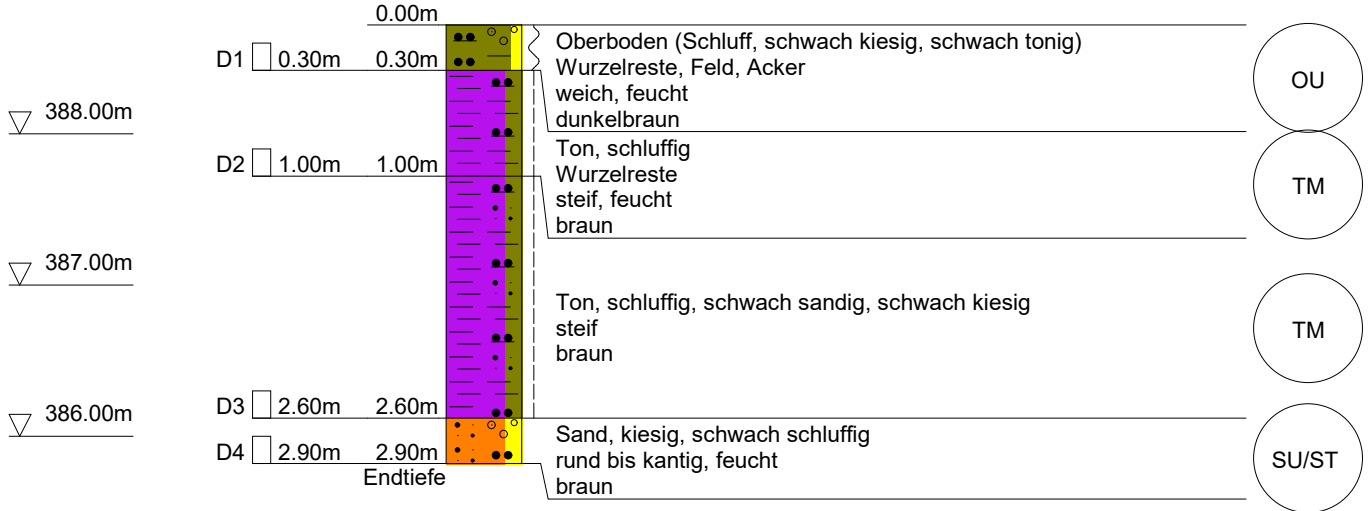 0.00m
Oberboden (Schluff, schwach kiesig, schwach tonig)
D1 0.30m 0.30m
Wurzelreste, Feld, Acker
OU
weich, feucht
388.00m
dunkelbraun
Ton, schluffig
D2 1.00m 1.00m
Wurzelreste
TM
steif, feucht
braun
387.00m
Ton, schluffig, schwach sandig, schwach kiesig
steif
TM
braun
D3 2.60m 2.60m
386.00m
Sand, kiesig, schwach schluffig
D4 2.90m 2.90m
rund bis kantig, feucht
SU/ST
Endtiefe
braun